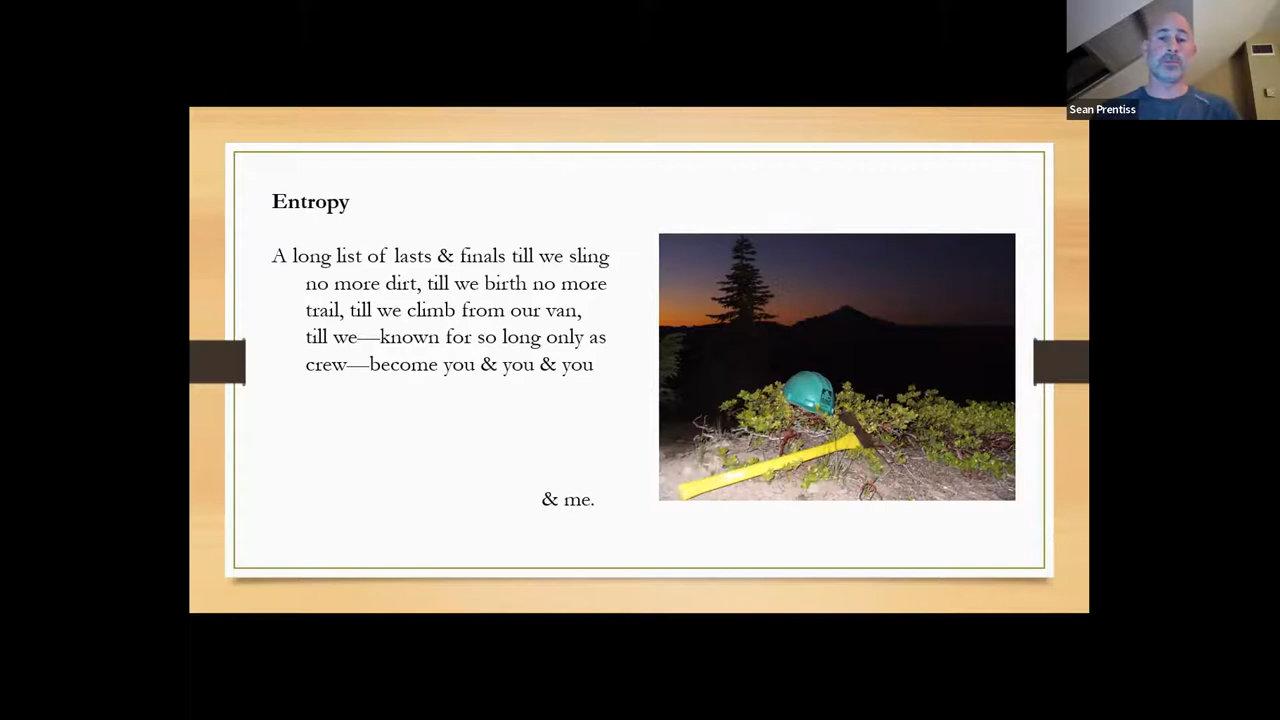 Sean Prentiss
Entropy
A long list of lasts & finals till we sling
no more dirt, till we birth no more
trail, till we climb from our van,
till we—known for so long only as
crew—become you & you & you
& me.